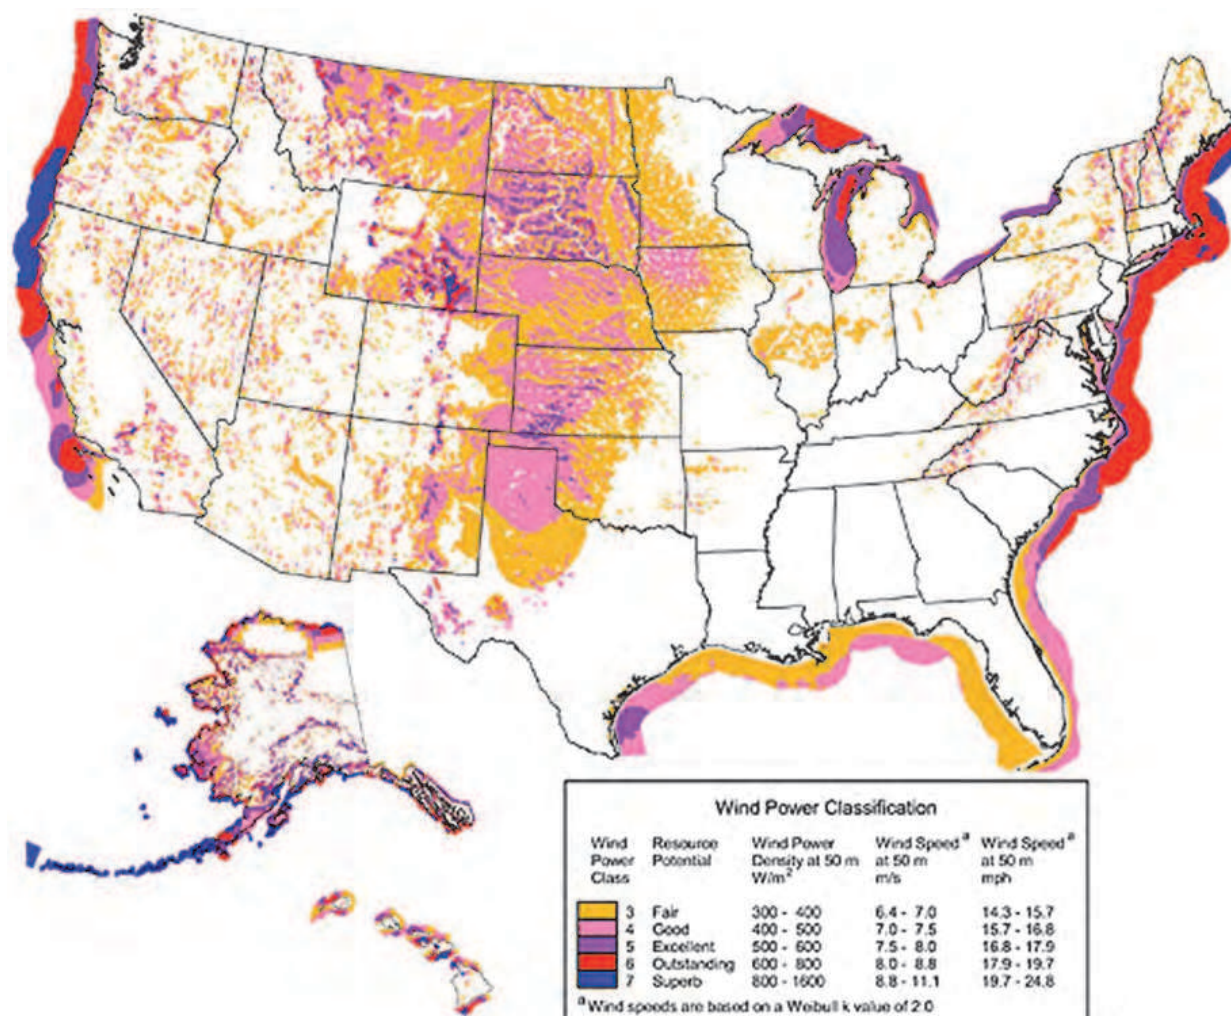 Wind Power Classification
Wind Resource Wind Power Wind Speed a Wind Speed a
Power Potential Density at 50 m at 50 m at 50 m
Class W/m2 m/s mph
3 Fair 300 - 400 6.4 - 7.0 14.3 - 15.7
4 Good 400 - 500 7.0 - 7.5 15.7 - 16.8
5 Excellent 500 - 600 7.5 - 8.0 16.8 - 17.9
6 Outstanding 600 - 800 8.0 - 8.8 17.9 - 19.7
7 Superb 800 - 1600 8.8 - 11.1 19.7 - 24.8
a Wind speeds are based on a Weibull k value of 2.0